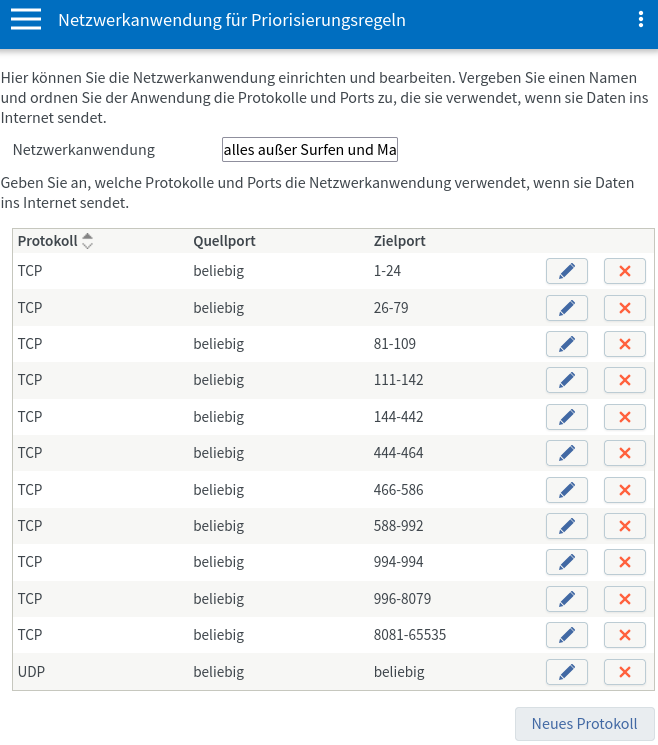 Netzwerkanwendung für Priorisierungsregeln
Hier können Sie die Netzwerkanwendung einrichten und bearbeiten. Vergeben Sie einen Namen
und ordnen Sie der Anwendung die Protokolle und Ports zu, die sie verwendet, wenn sie Daten ins
Internet sendet.
Netzwerkanwendung alles außer Surfen und Ma
Geben Sie an, welche Protokolle und Ports die Netzwerkanwendung verwendet, wenn sie Daten
ins Internet sendet.
Protokoll Quellport Zielport
TCP beliebig 1-24
TCP beliebig 26-79
TCP beliebig 81-109
TCP beliebig 111-142
TCP beliebig 144-442
TCP beliebig 444-464
TCP beliebig 466-586
TCP beliebig 588-992
TCP beliebig 994-994
TCP beliebig 996-8079
TCP beliebig 8081-65535
UDP beliebig beliebig
Neues Protokoll